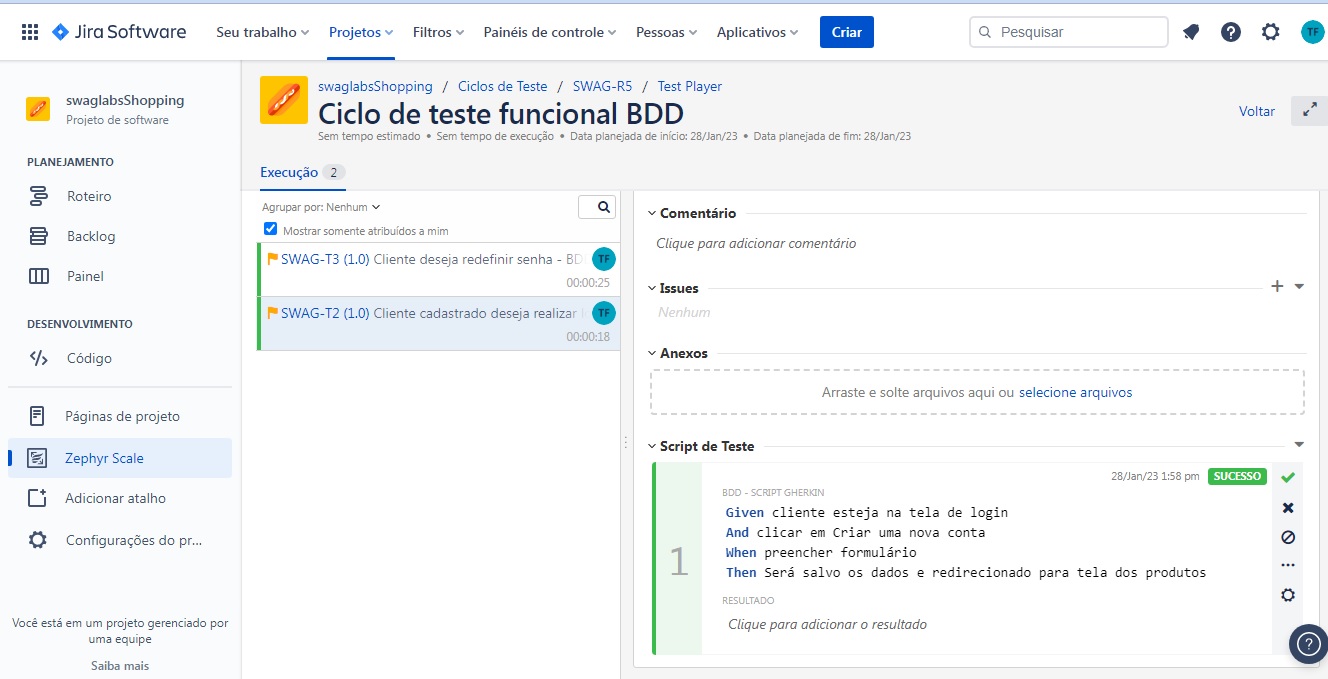 Jira Software Seu trabalho Projetos Filtros Painéis de controle Pessoas Aplicativos Criar Pesquisar TF
swaglabsShopping
Projeto de software
PLANEJAMENTO
Roteiro
Backlog
Painel
DESENVOLVIMENTO
Código
Páginas de projeto
Zephyr Scale
Adicionar atalho
Configurações do pr...
Você está em um projeto gerenciado por
uma equipe
Saiba mais
swaglabsShopping / Ciclos de Teste / SWAG-R5 / Test Player
Ciclo de teste funcional BDD
Sem tempo estimado • Sem tempo de execução • Data planejada de início: 28/Jan/23 • Data planejada de fim: 28/Jan/23
Voltar
Execução 2
Agrupar por: Nenhum
Mostrar somente atribuídos a mim
SWAG-T3 (1.0) Cliente deseja redefinir senha - BD TF
00:00:25
SWAG-T2 (1.0) Cliente cadastrado deseja realizar TF
00:00:18
Comentário
Clique para adicionar comentário
Issues
Nenhum
Anexos
Arraste e solte arquivos aqui ou selecione arquivos
Script de Teste
28/Jan/23 1:58 pm SUCESSO
1
BDD - SCRIPT GHERKIN
Given cliente esteja na tela de login
And clicar em Criar uma nova conta
When preencher formulário
Then Será salvo os dados e redirecionado para tela dos produtos
RESULTADO
Clique para adicionar o resultado